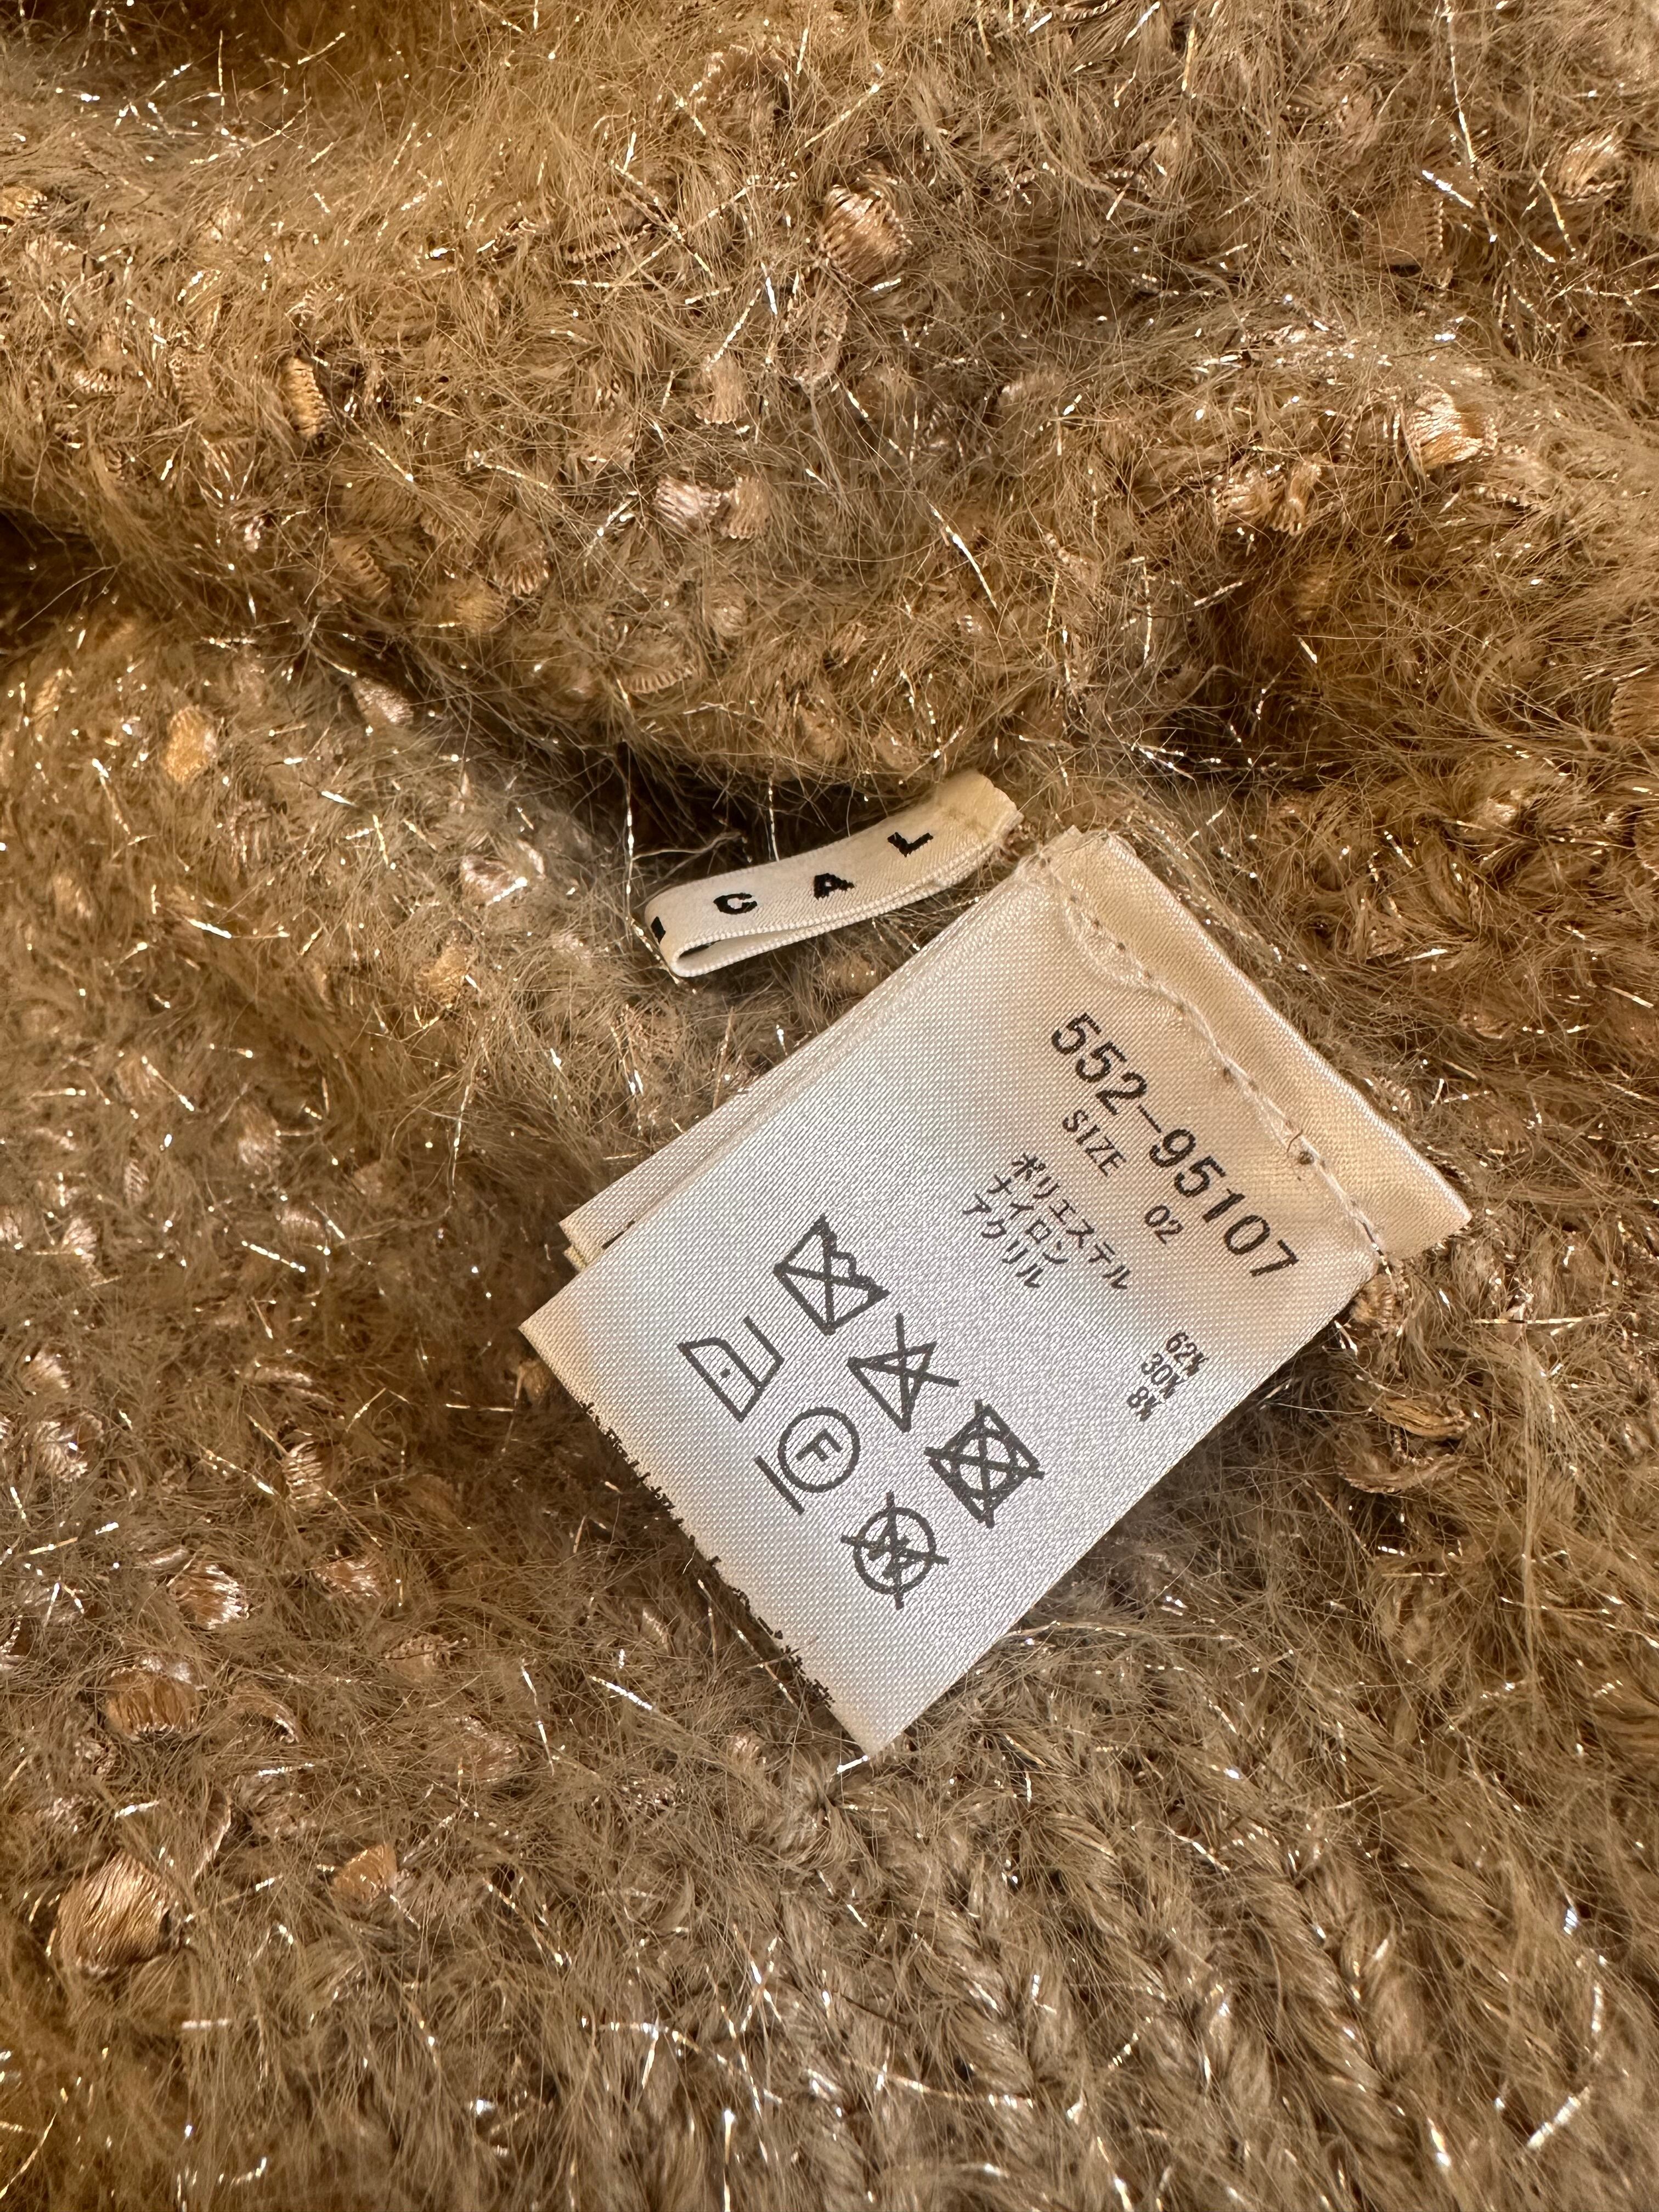 I C A L
552-95107
SIZE 02
ポリエステル 62%
ナイロン 30%
アクリル 8%
F